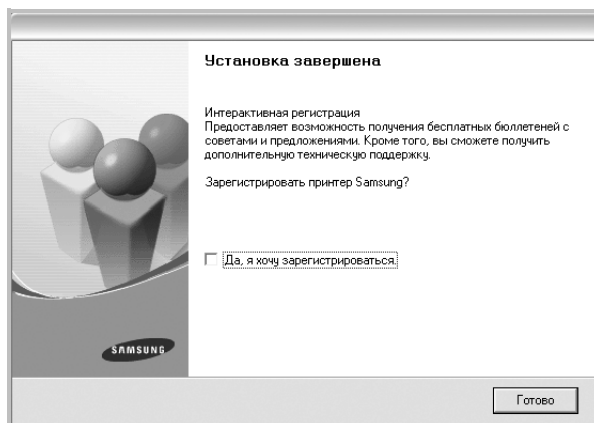 Установка завершена
Интерактивная регистрация
Предоставляет возможность получения бесплатных бюллетеней с
советами и предложениями. Кроме того, вы сможете получить
дополнительную техническую поддержку.
Зарегистрировать принтер Samsung?
Да, я хочу зарегистрироваться.
SAMSUNG
Готово